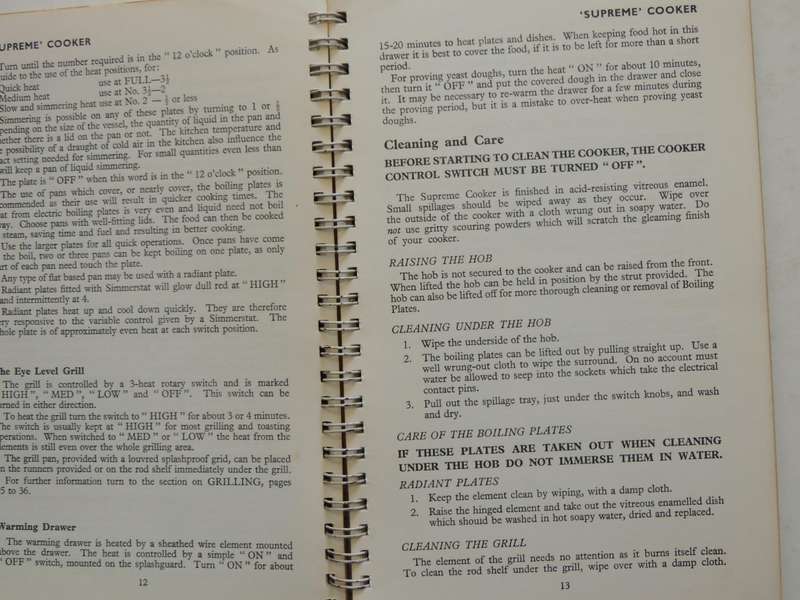 UPREME' COOKER
Turn until the number required is in the "12 o'clock" position. As
uide to the use of the heat positions, for:
Quick heat use at FULL—3½
Medium heat use at No. 3½—2
Slow and simmering heat use at No. 2 — ½ or less
Simmering is possible on any of these plates by turning to 1 or ½
pending on the size of the vessel, the quantity of liquid in the pan and
hether there is a lid on the pan or not. The kitchen temperature and
e possibility of a draught of cold air in the kitchen also influence the
act setting needed for simmering. For small quantities even less than
will keep a pan of liquid simmering.
The plate is "OFF" when this word is in the "12 o'clock" position.
The use of pans which cover, or nearly cover, the boiling plates is
commended as their use will result in quicker cooking times. The
at from electric boiling plates is very even and liquid need not boil
vay. Choose pans with well-fitting lids. The food can then be cooked
steam, saving time and fuel and resulting in better cooking.
Use the larger plates for all quick operations. Once pans have come
the boil, two or three pans can be kept boiling on one plate, as only
art of each pan need touch the plate.
Any type of flat based pan may be used with a radiant plate.
Radiant plates fitted with Simmerstat will glow dull red at "HIGH"
and intermittently at 4.
Radiant plates heat up and cool down quickly. They are therefore
ery responsive to the variable control given by a Simmerstat. The
hole plate is of approximately even heat at each switch position.
he Eye Level Grill
The grill is controlled by a 3-heat rotary switch and is marked
HIGH", "MED", "LOW" and "OFF". This switch can be
urned in either direction.
To heat the grill turn the switch to "HIGH" for about 3 or 4 minutes.
The switch is usually kept at "HIGH" for most grilling and toasting
perations. When switched to "MED" or "LOW" the heat from the
elements is still even over the whole grilling area.
The grill pan, provided with a louvred splashproof grid, can be placed
n the runners provided or on the rod shelf immediately under the grill.
For further information turn to the section on GRILLING, pages
5 to 36.
Warming Drawer
The warming drawer is heated by a sheathed wire element mounted
above the drawer. The heat is controlled by a simple "ON" and
"OFF" switch, mounted on the splashguard. Turn "ON" for about
12
'SUPREME' COOKER
15-20 minutes to heat plates and dishes. When keeping food hot in this
drawer it is best to cover the food, if it is to be left for more than a short
period.
For proving yeast doughs, turn the heat "ON" for about 10 minutes,
then turn it "OFF" and put the covered dough in the drawer and close
it. It may be necessary to re-warm the drawer for a few minutes during
the proving period, but it is a mistake to over-heat when proving yeast
doughs.
Cleaning and Care
BEFORE STARTING TO CLEAN THE COOKER, THE COOKER
CONTROL SWITCH MUST BE TURNED "OFF".
The Supreme Cooker is finished in acid-resisting vitreous enamel.
Small spillages should be wiped away as they occur. Wipe over
the outside of the cooker with a cloth wrung out in soapy water. Do
not use gritty scouring powders which will scratch the gleaming finish
of your cooker.
RAISING THE HOB
The hob is not secured to the cooker and can be raised from the front.
When lifted the hob can be held in position by the strut provided. The
hob can also be lifted off for more thorough cleaning or removal of Boiling
Plates.
CLEANING UNDER THE HOB
1. Wipe the underside of the hob.
2. The boiling plates can be lifted out by pulling straight up. Use a
well wrung-out cloth to wipe the surround. On no account must
water be allowed to seep into the sockets which take the electrical
contact pins.
3. Pull out the spillage tray, just under the switch knobs, and wash
and dry.
CARE OF THE BOILING PLATES
IF THESE PLATES ARE TAKEN OUT WHEN CLEANING
UNDER THE HOB DO NOT IMMERSE THEM IN WATER.
RADIANT PLATES
1. Keep the element clean by wiping, with a damp cloth.
2. Raise the hinged element and take out the vitreous enamelled dish
which shoud be washed in hot soapy water, dried and replaced.
CLEANING THE GRILL
The element of the grill needs no attention as it burns itself clean.
To clean the rod shelf under the grill, wipe over with a damp cloth.
13